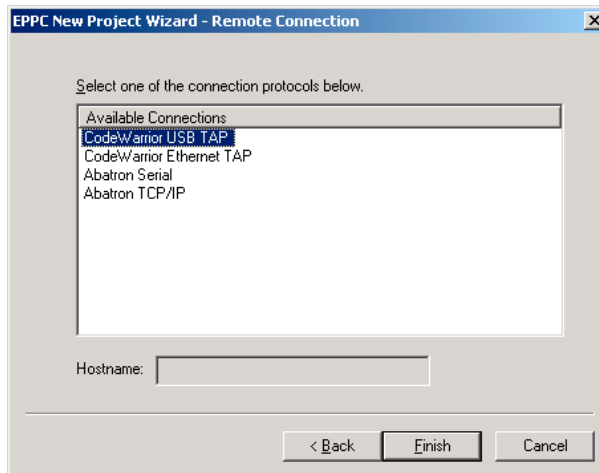 EPPC New Project Wizard - Remote Connection
Select one of the connection protocols below.
Available Connections
CodeWarrior USB TAP
CodeWarrior Ethernet TAP
Abatron Serial
Abatron TCP/IP
Hostname:
< Back Finish Cancel